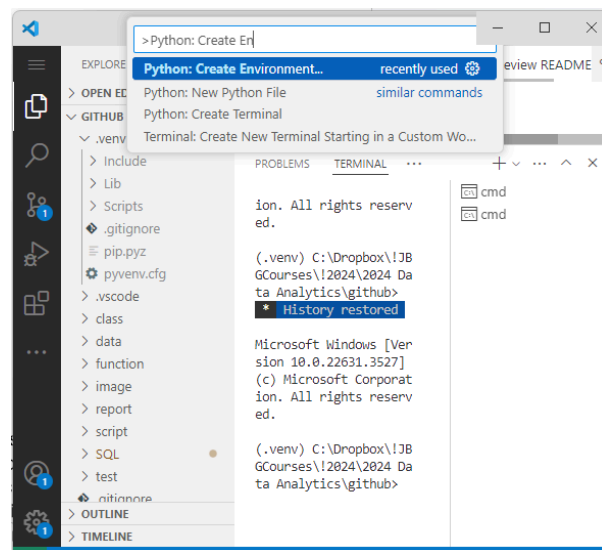 >Python: Create En
Python: Create Environment... recently used
Python: New Python File similar commands
Python: Create Terminal
Terminal: Create New Terminal Starting in a Custom Wo...
EXPLORE
eview README
> OPEN ED
GITHUB
.venv
> Include
> Lib
> Scripts
.gitignore
pip.pyz
pyvenv.cfg
> .vscode
> class
> data
> function
> image
> report
> script
> SQL
> test
.gitignore
> OUTLINE
> TIMELINE
1
1
1
PROBLEMS TERMINAL ...
ion. All rights reserv
ed.
(.venv) C:\Dropbox\!JB
GCourses\!2024\2024 Da
ta Analytics\github>
* History restored
Microsoft Windows [Ver
sion 10.0.22631.3527]
(c) Microsoft Corporat
ion. All rights reserv
ed.
(.venv) C:\Dropbox\!JB
GCourses\!2024\2024 Da
ta Analytics\github>
cmd
cmd